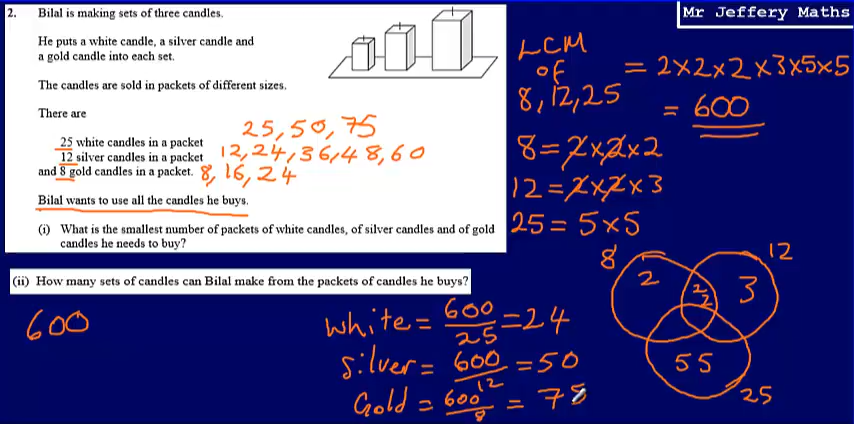 Mr Jeffery Maths
2. Bilal is making sets of three candles.
He puts a white candle, a silver candle and
a gold candle into each set.
The candles are sold in packets of different sizes.
There are
25, 50, 75
25 white candles in a packet
12, 24, 36, 48, 60
12 silver candles in a packet
and 8 gold candles in a packet. 8, 16, 24
Bilal wants to use all the candles he buys.
(i) What is the smallest number of packets of white candles, of silver candles and of gold
candles he needs to buy?
(ii) How many sets of candles can Bilal make from the packets of candles he buys?
600
LCM
of
8, 12, 25
= 2×2×2×3×5×5
= 600
8 = 2×2×2
12 = 2×2×3
25 = 5×5
8
12
2
2
2
3
5 5
25
white = 600/25 = 24
Silver = 600/12 = 50
Gold = 600/8 =